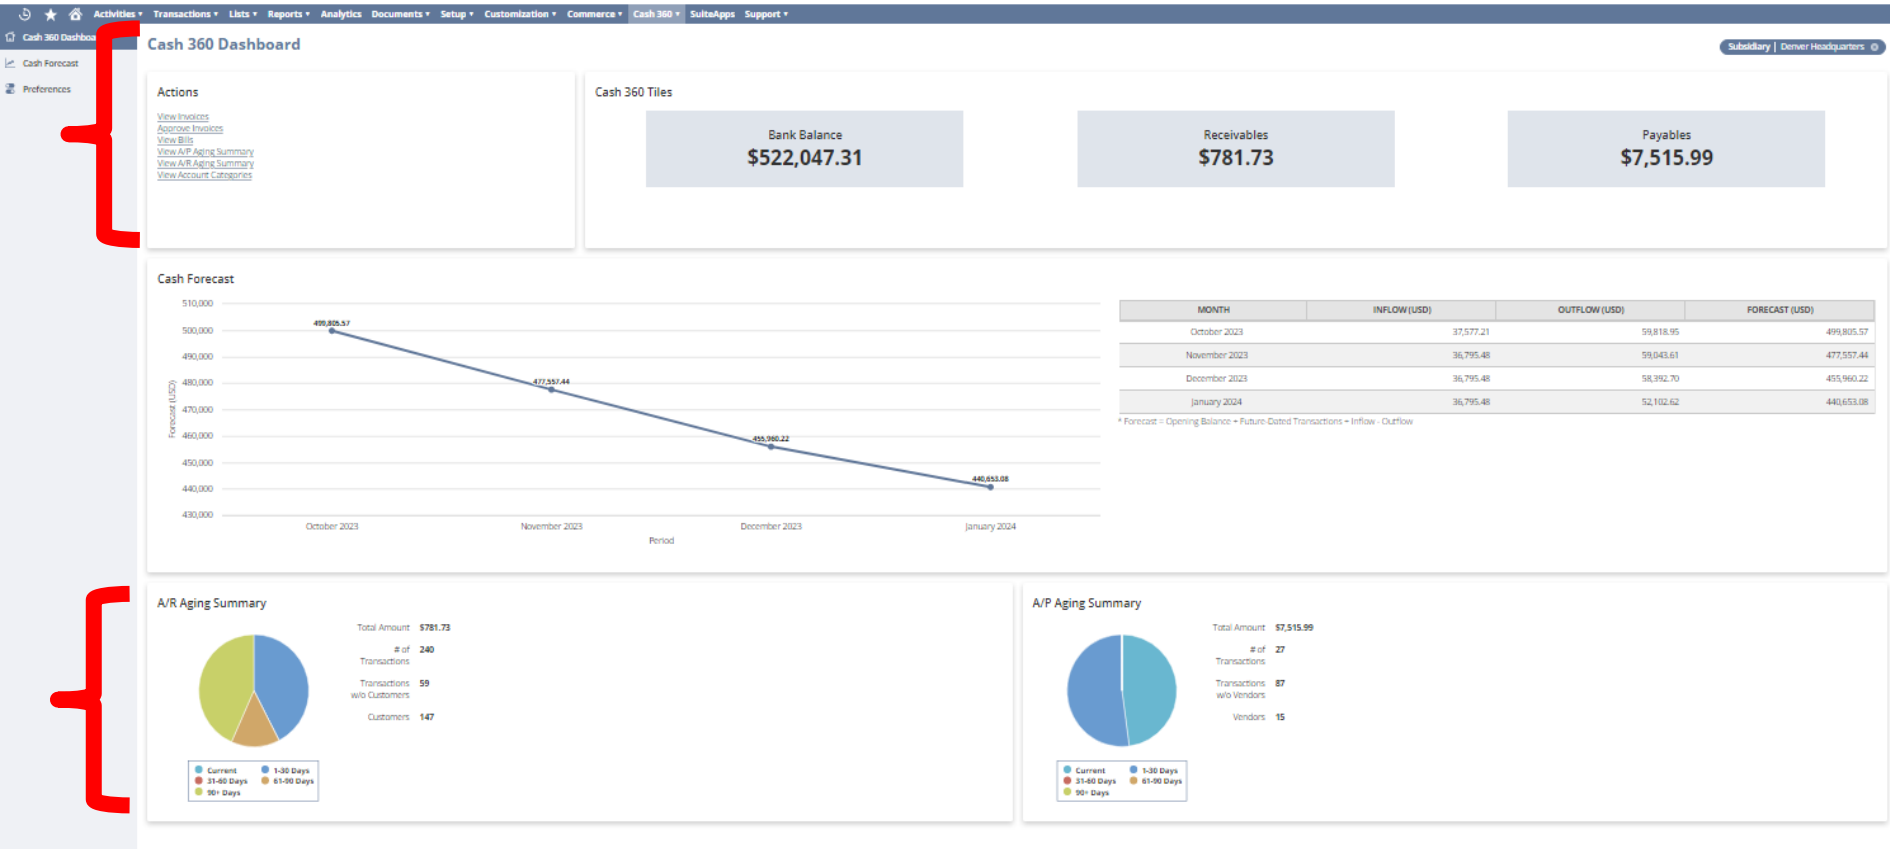 Activities Transactions Lists Reports Analytics Documents Setup Customization Commerce Cash 360 SuiteApps Support
Cash 360 Dashboa
Cash Forecast
Preferences
Cash 360 Dashboard
Subsidiary | Denver Headquarters
Actions
View Invoices
Approve Invoices
View Bills
View A/P Aging Summary
View A/R Aging Summary
View Account Categories
Cash 360 Tiles
Bank Balance
$522,047.31
Receivables
$781.73
Payables
$7,515.99
Cash Forecast
510,000
500,000
490,000
480,000
470,000
460,000
450,000
440,000
430,000
Forecast (USD)
499,805.57
477,557.44
455,960.22
440,653.08
October 2023 November 2023 December 2023 January 2024
Period
MONTH INFLOW (USD) OUTFLOW (USD) FORECAST (USD)
October 2023 37,577.21 59,818.95 499,805.57
November 2023 36,795.48 59,043.61 477,557.44
December 2023 36,795.48 58,392.70 455,960.22
January 2024 36,795.48 52,102.62 440,653.08
* Forecast = Opening Balance + Future-Dated Transactions + Inflow - Outflow
A/R Aging Summary
Total Amount $781.73
# of 240
Transactions
Transactions 59
w/o Customers
Customers 147
Current 1-30 Days
31-60 Days 61-90 Days
90+ Days
A/P Aging Summary
Total Amount $7,515.99
# of 27
Transactions
Transactions 87
w/o Vendors
Vendors 15
Current 1-30 Days
31-60 Days 61-90 Days
90+ Days